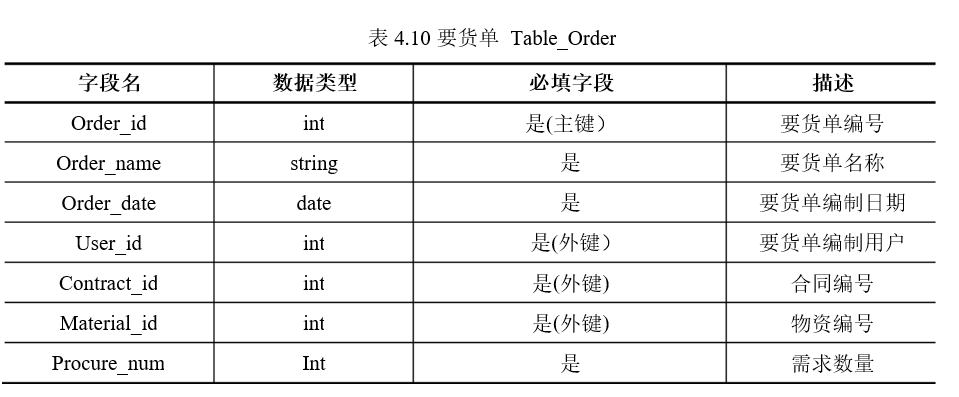 表 4.10 要货单 Table_Order
字段名 数据类型 必填字段 描述
Order_id int 是(主键） 要货单编号
Order_name string 是 要货单名称
Order_date date 是 要货单编制日期
User_id int 是(外键） 要货单编制用户
Contract_id int 是(外键) 合同编号
Material_id int 是(外键) 物资编号
Procure_num Int 是 需求数量